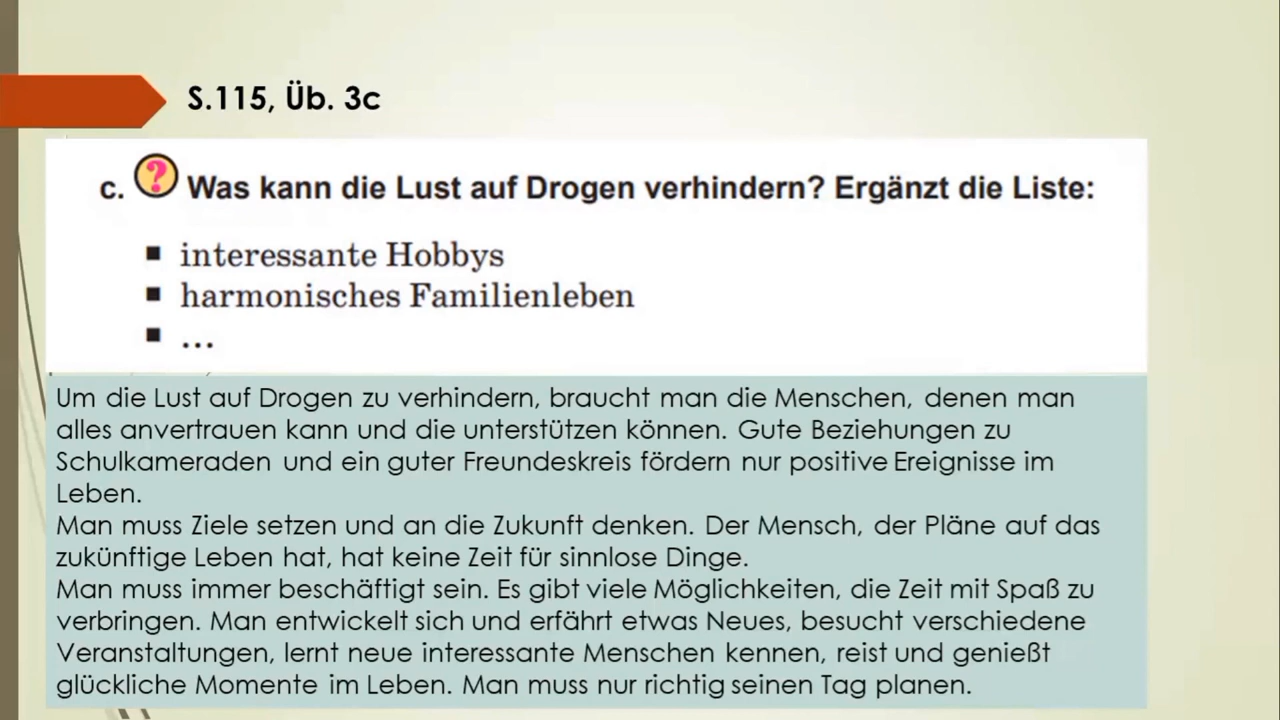 S.115, Üb. 3c
c. ? Was kann die Lust auf Drogen verhindern? Ergänzt die Liste:
▪ interessante Hobbys
▪ harmonisches Familienleben
▪ ...
Um die Lust auf Drogen zu verhindern, braucht man die Menschen, denen man
alles anvertrauen kann und die unterstützen können. Gute Beziehungen zu
Schulkameraden und ein guter Freundeskreis fördern nur positive Ereignisse im
Leben.
Man muss Ziele setzen und an die Zukunft denken. Der Mensch, der Pläne auf das
zukünftige Leben hat, hat keine Zeit für sinnlose Dinge.
Man muss immer beschäftigt sein. Es gibt viele Möglichkeiten, die Zeit mit Spaß zu
verbringen. Man entwickelt sich und erfährt etwas Neues, besucht verschiedene
Veranstaltungen, lernt neue interessante Menschen kennen, reist und genießt
glückliche Momente im Leben. Man muss nur richtig seinen Tag planen.